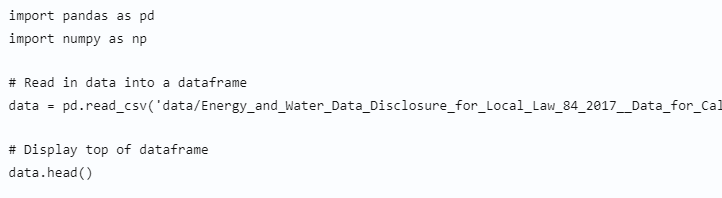 import pandas as pd
import numpy as np
# Read in data into a dataframe
data = pd.read_csv('data/Energy_and_Water_Data_Disclosure_for_Local_Law_84_2017__Data_for_Cal
# Display top of dataframe
data.head()